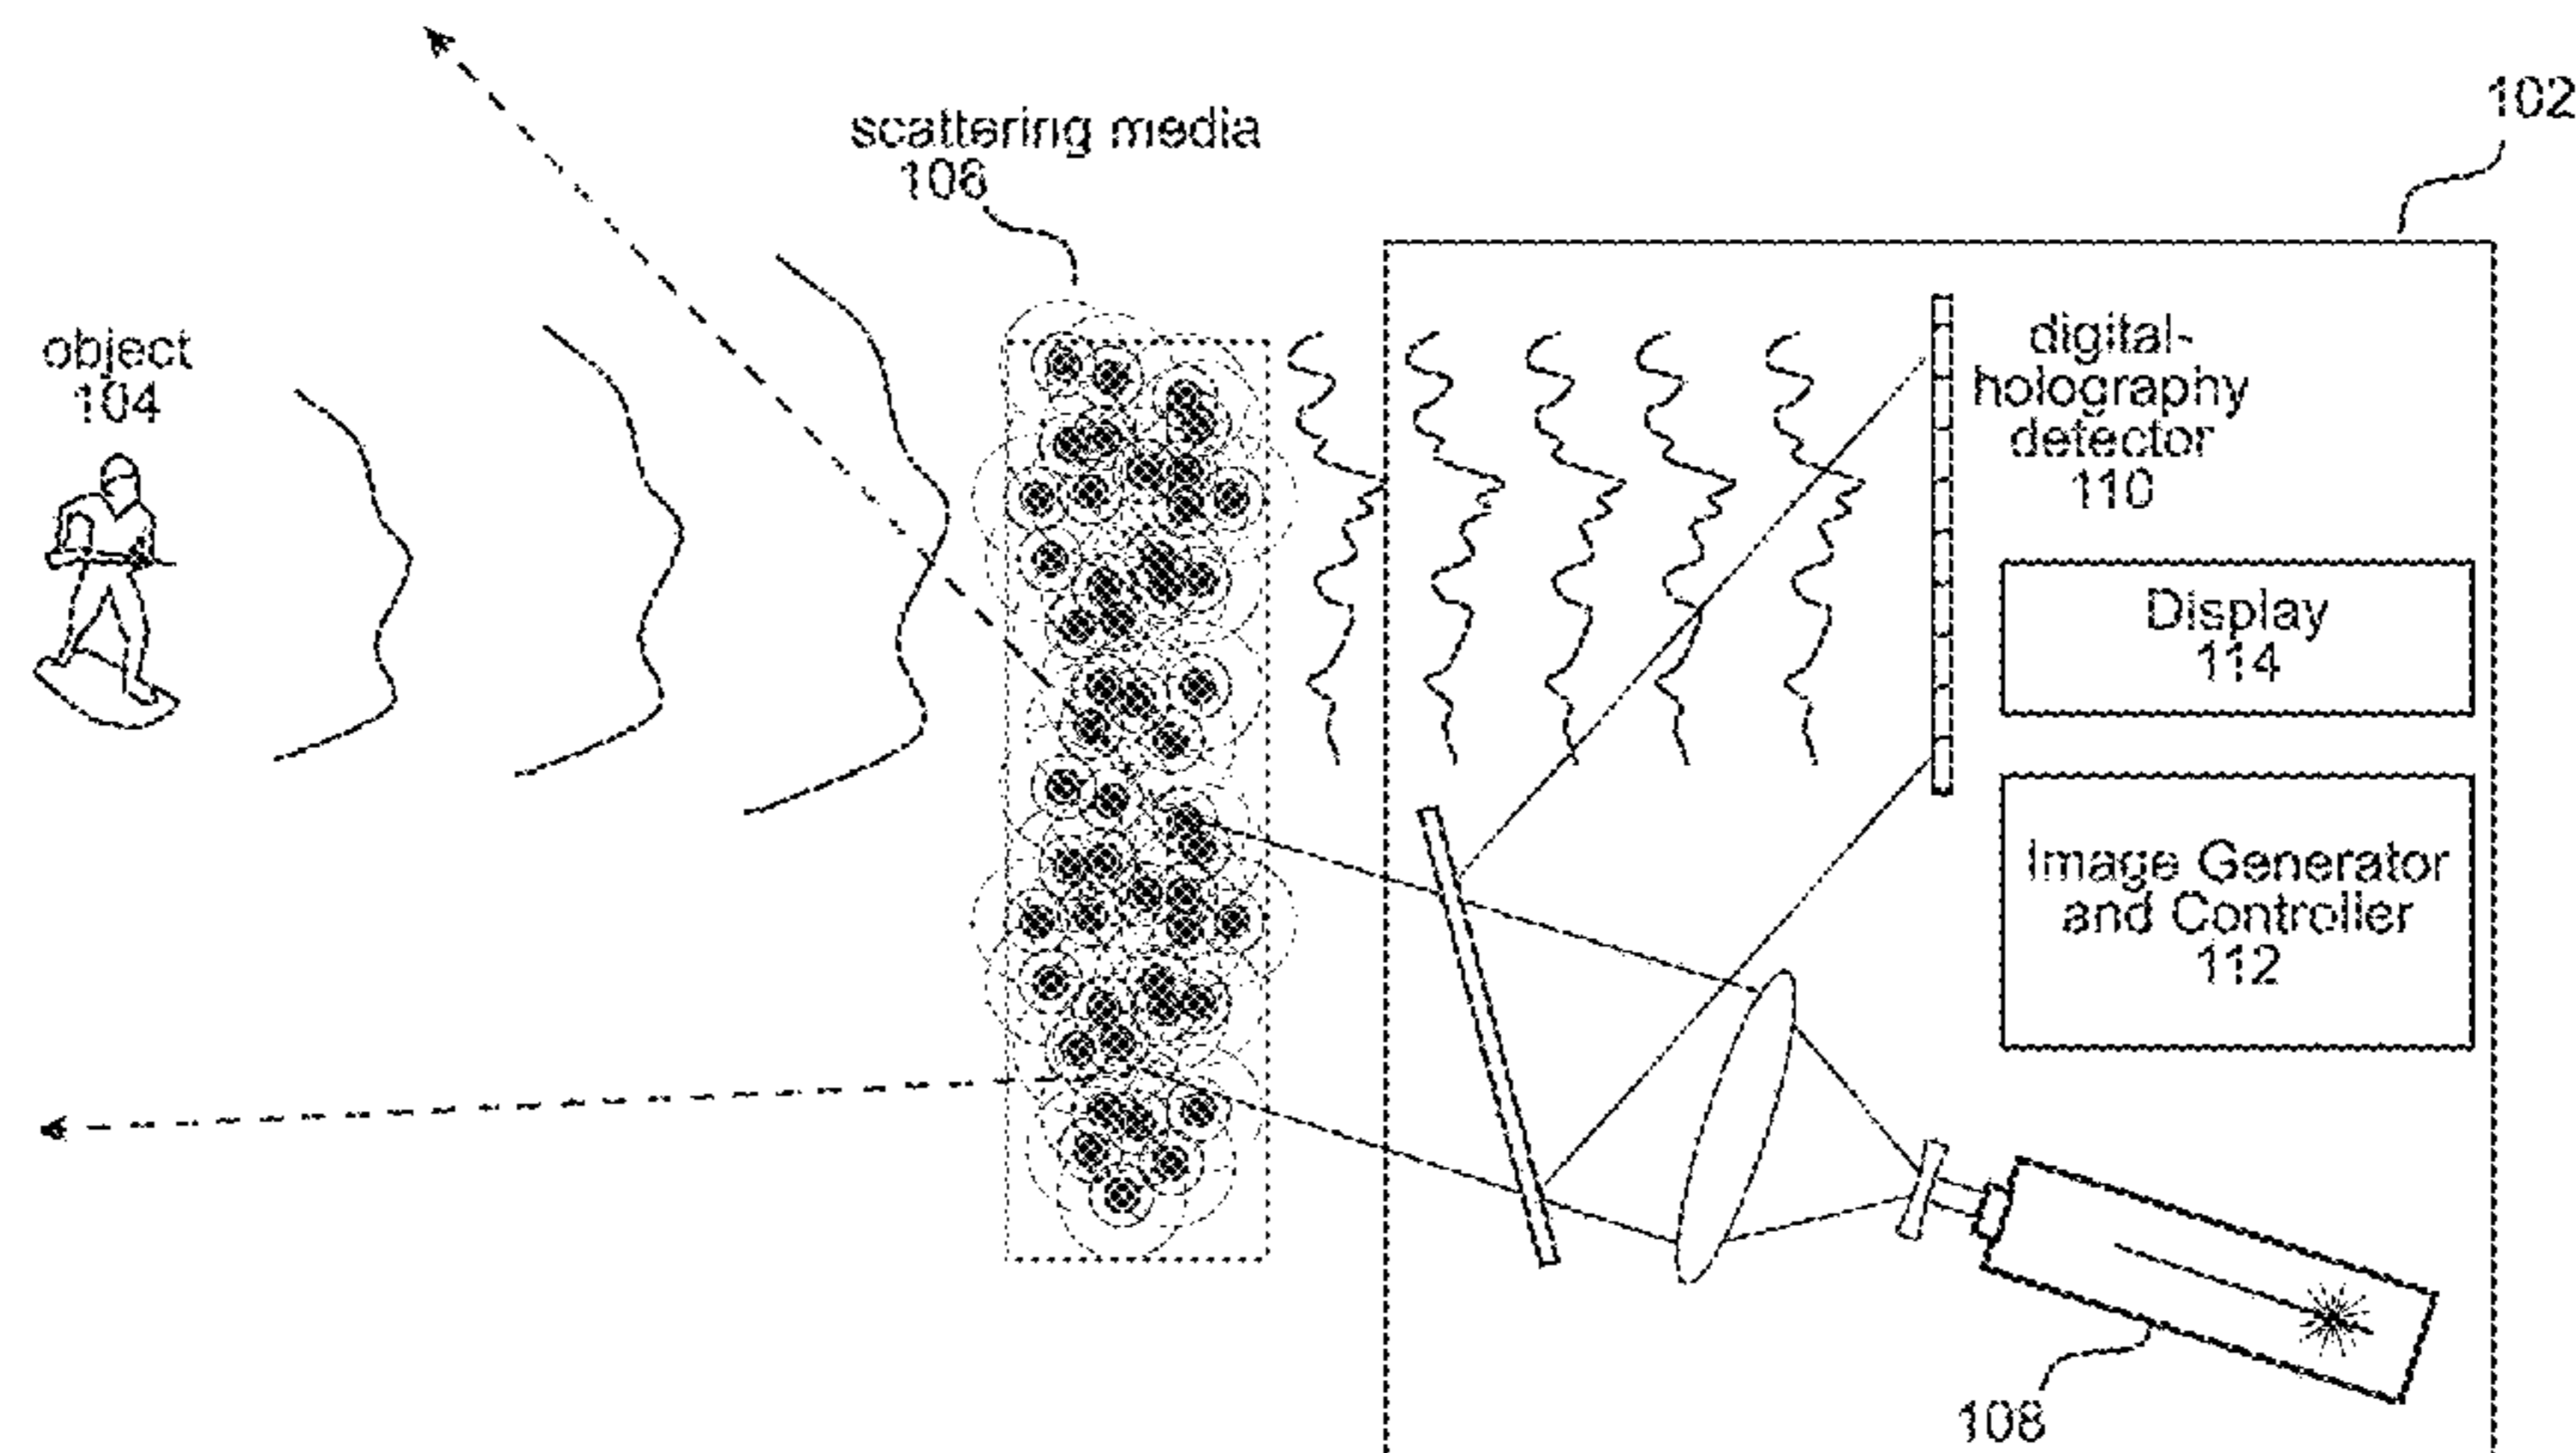 102
scattering media
106
object
104
digital-
holography
detector
110
Display
114
Image Generator
and Controller
112
108